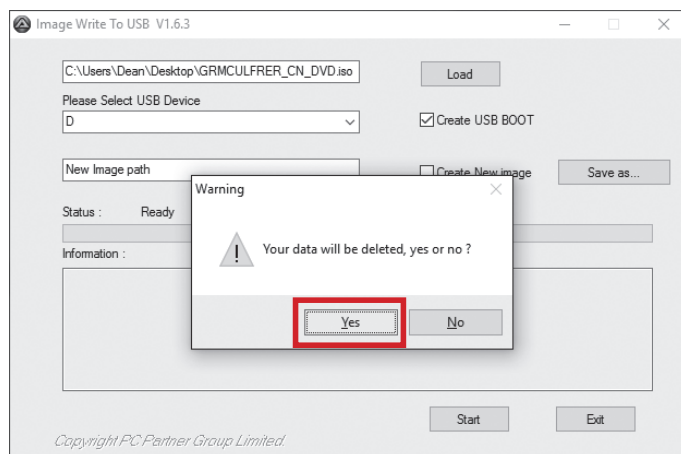 Image Write To USB V1.6.3
C:\Users\Dean\Desktop\GRMCULFRER_CN_DVD.iso
Load
Please Select USB Device
D
Create USB BOOT
New Image path
Create New image
Save as...
Warning
Status : Ready
Your data will be deleted, yes or no ?
Information :
Yes
No
Start
Exit
Copyright PC Partner Group Limited.